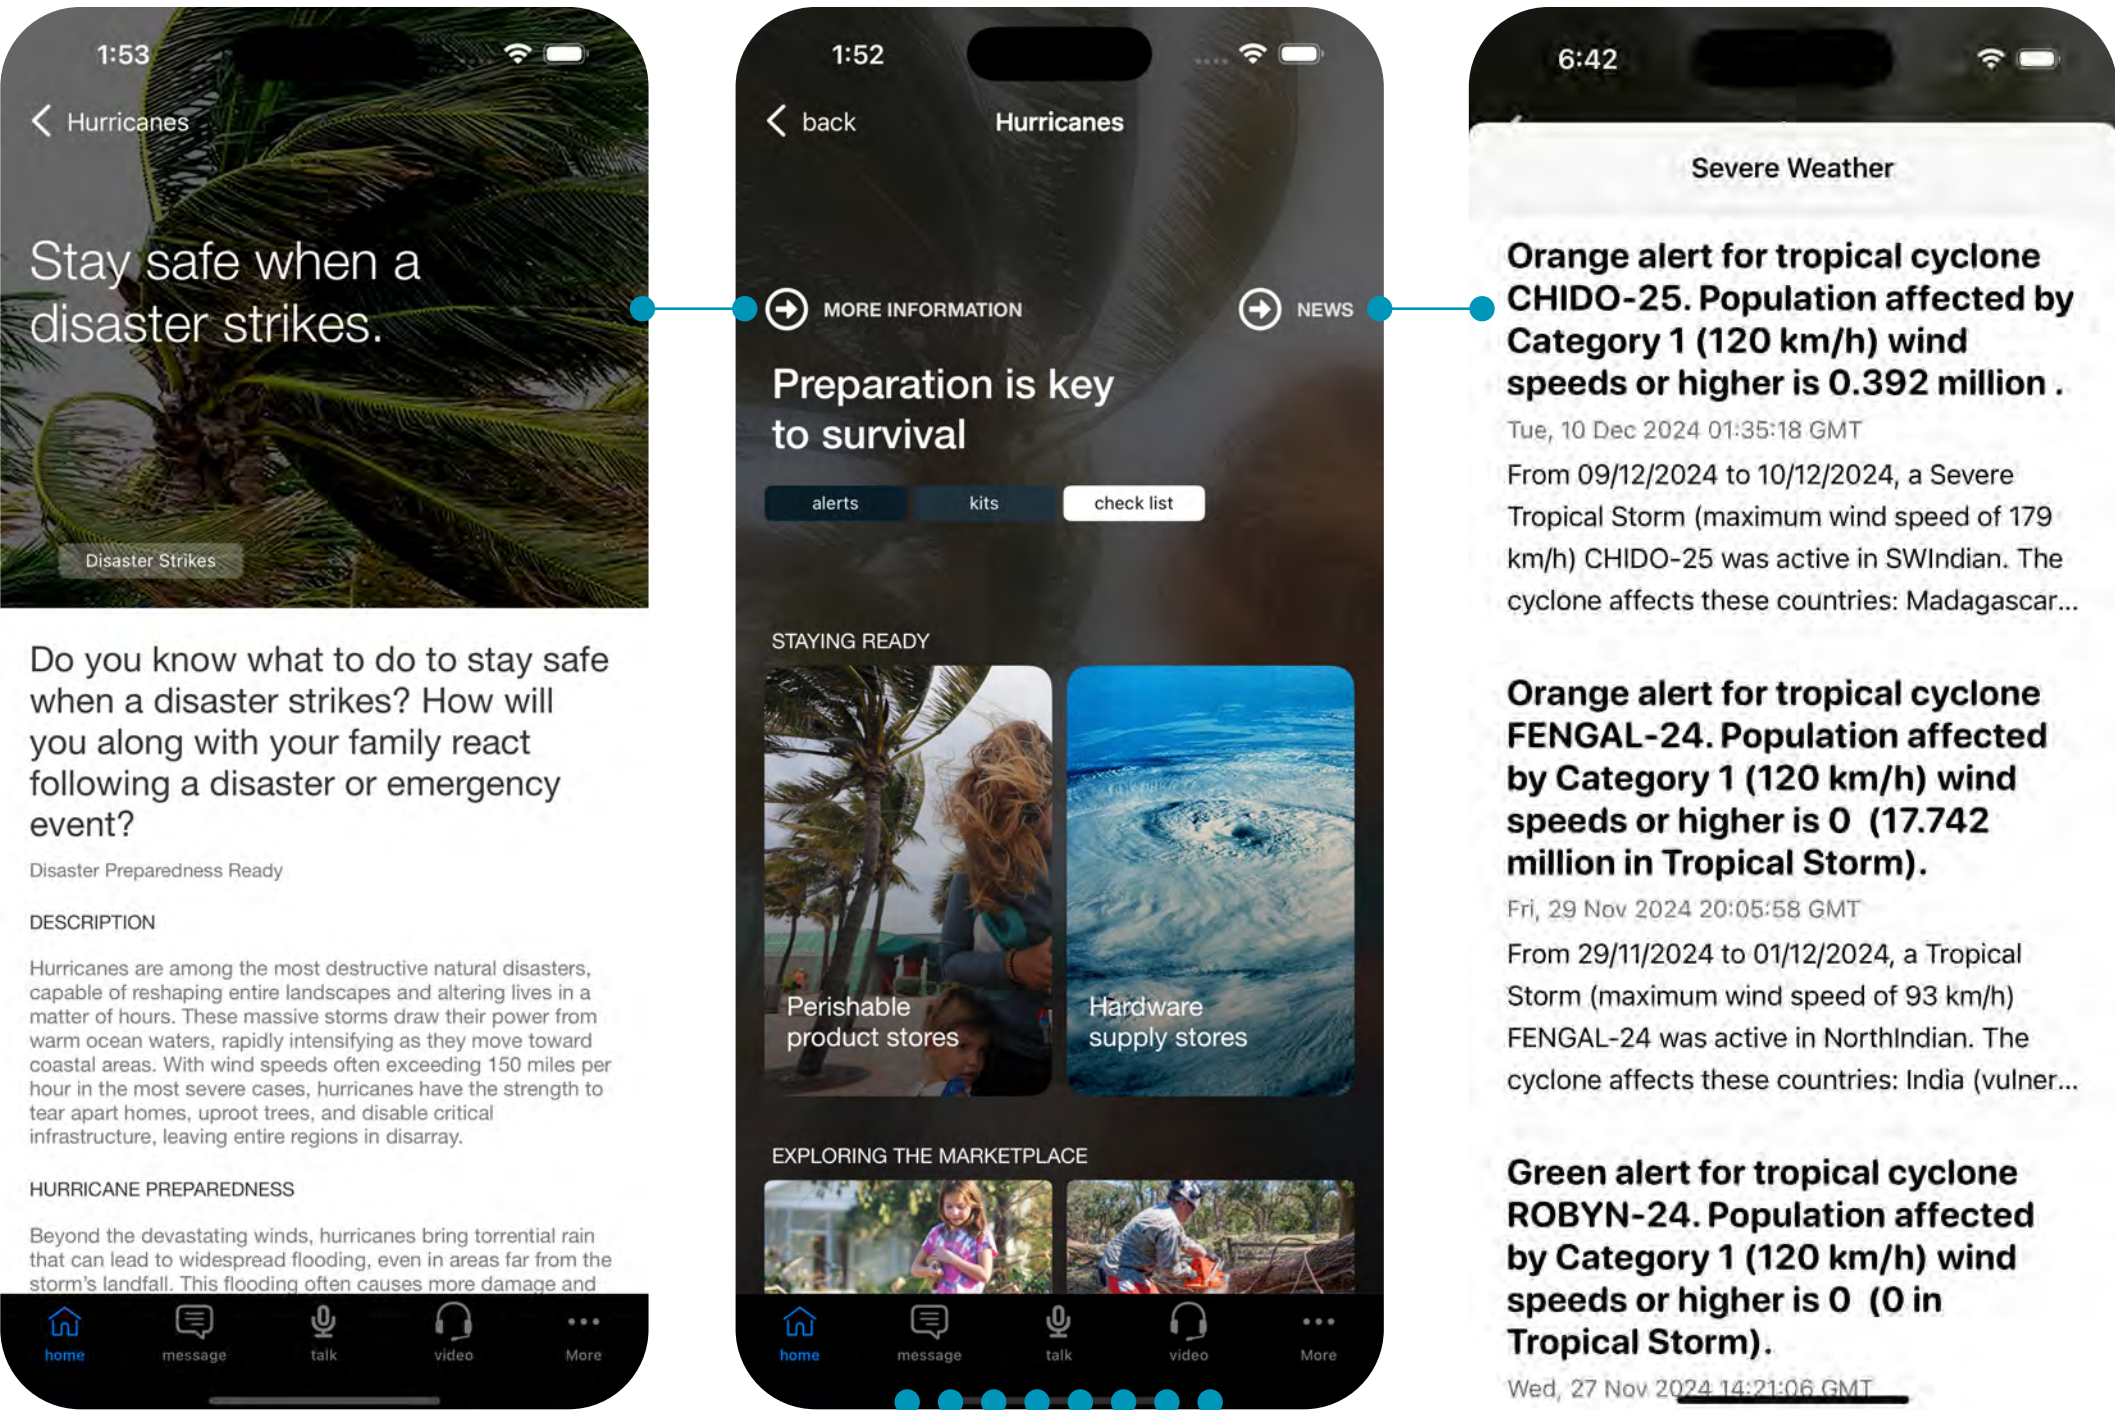 1:53
Hurricanes
Stay safe when a
disaster strikes.
Disaster Strikes
Do you know what to do to stay safe
when a disaster strikes? How will
you along with your family react
following a disaster or emergency
event?
Disaster Preparedness Ready
DESCRIPTION
Hurricanes are among the most destructive natural disasters,
capable of reshaping entire landscapes and altering lives in a
matter of hours. These massive storms draw their power from
warm ocean waters, rapidly intensifying as they move toward
coastal areas. With wind speeds often exceeding 150 miles per
hour in the most severe cases, hurricanes have the strength to
tear apart homes, uproot trees, and disable critical
infrastructure, leaving entire regions in disarray.
HURRICANE PREPAREDNESS
Beyond the devastating winds, hurricanes bring torrential rain
that can lead to widespread flooding, even in areas far from the
storm's landfall. This flooding often causes more damage and
home message talk video More
1:52
back Hurricanes
MORE INFORMATION NEWS
Preparation is key
to survival
alerts kits check list
STAYING READY
Perishable
product stores
Hardware
supply stores
EXPLORING THE MARKETPLACE
home message talk video More
6:42
Severe Weather
Orange alert for tropical cyclone
CHIDO-25. Population affected by
Category 1 (120 km/h) wind
speeds or higher is 0.392 million .
Tue, 10 Dec 2024 01:35:18 GMT
From 09/12/2024 to 10/12/2024, a Severe
Tropical Storm (maximum wind speed of 179
km/h) CHIDO-25 was active in SWIndian. The
cyclone affects these countries: Madagascar...
Orange alert for tropical cyclone
FENGAL-24. Population affected
by Category 1 (120 km/h) wind
speeds or higher is 0 (17.742
million in Tropical Storm).
Fri, 29 Nov 2024 20:05:58 GMT
From 29/11/2024 to 01/12/2024, a Tropical
Storm (maximum wind speed of 93 km/h)
FENGAL-24 was active in NorthIndian. The
cyclone affects these countries: India (vulner...
Green alert for tropical cyclone
ROBYN-24. Population affected
by Category 1 (120 km/h) wind
speeds or higher is 0 (0 in
Tropical Storm).
Wed, 27 Nov 2024 14:21:06 GMT